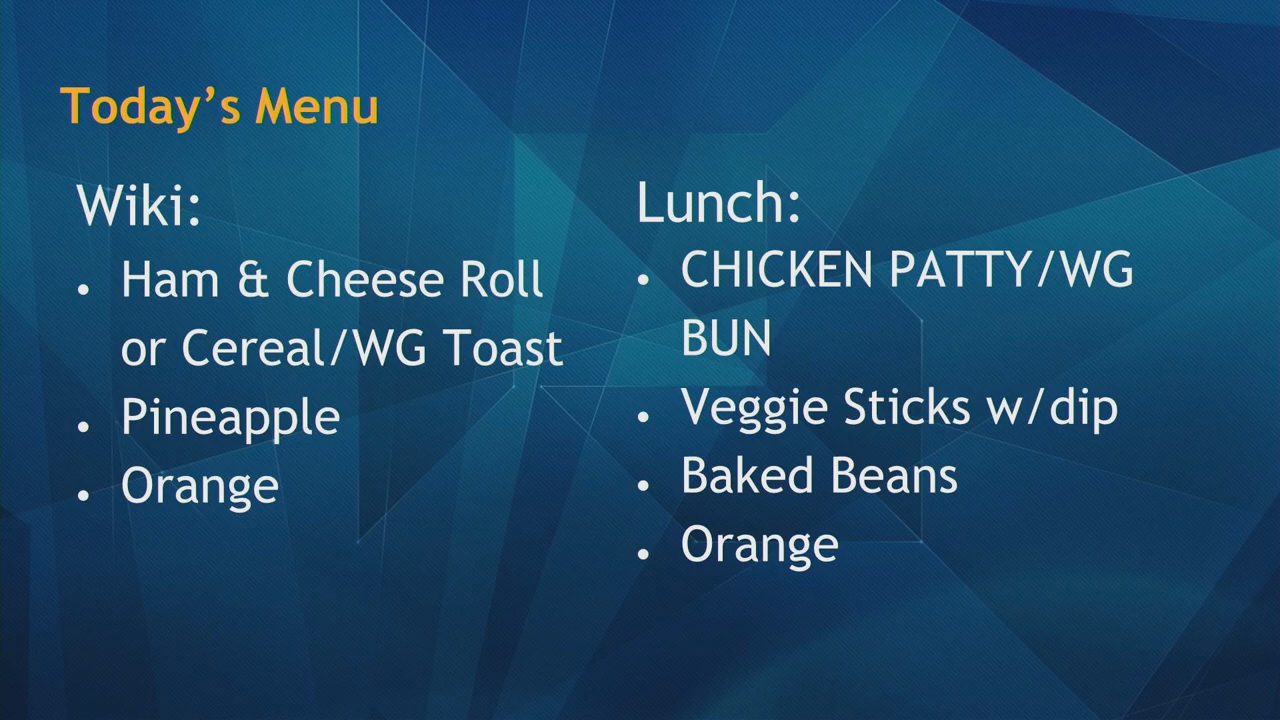 Today’s Menu
Wiki:
• Ham & Cheese Roll
or Cereal/WG Toast
• Pineapple
• Orange
Lunch:
• CHICKEN PATTY/WG
BUN
• Veggie Sticks w/dip
• Baked Beans
• Orange